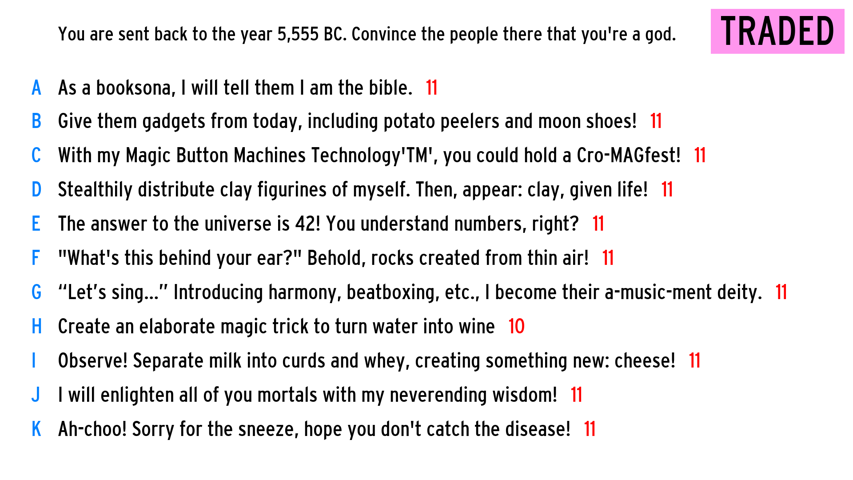 You are sent back to the year 5,555 BC. Convince the people there that you're a god.
TRADED
A As a booksona, I will tell them I am the bible. 11
B Give them gadgets from today, including potato peelers and moon shoes! 11
C With my Magic Button Machines Technology'TM', you could hold a Cro-MAGfest! 11
D Stealthily distribute clay figurines of myself. Then, appear: clay, given life! 11
E The answer to the universe is 42! You understand numbers, right? 11
F "What's this behind your ear?" Behold, rocks created from thin air! 11
G “Let’s sing...” Introducing harmony, beatboxing, etc., I become their a-music-ment deity. 11
H Create an elaborate magic trick to turn water into wine 10
I Observe! Separate milk into curds and whey, creating something new: cheese! 11
J I will enlighten all of you mortals with my neverending wisdom! 11
K Ah-choo! Sorry for the sneeze, hope you don't catch the disease! 11